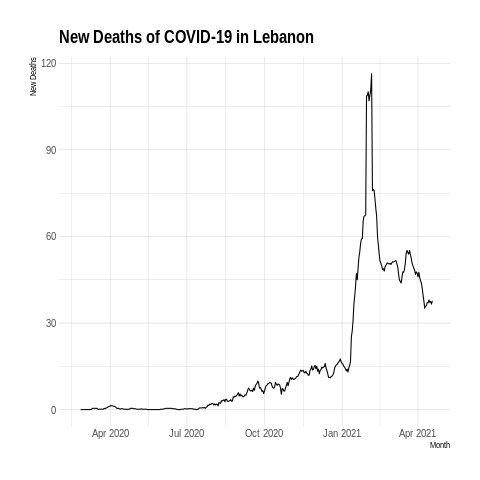 New Deaths of COVID-19 in Lebanon
New Deaths
120
90
60
30
0
Apr 2020 Jul 2020 Oct 2020 Jan 2021 Apr 2021
Month